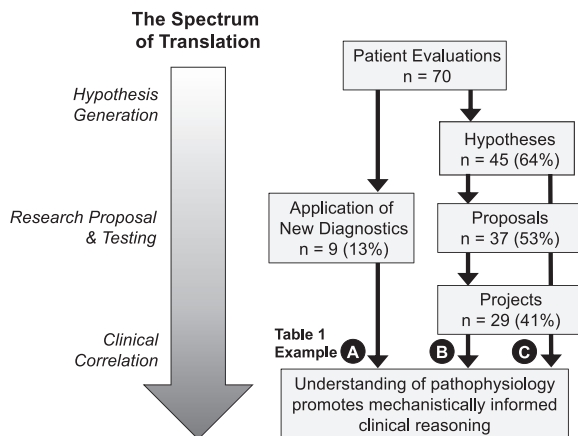 The Spectrum
of Translation
Hypothesis
Generation
Research Proposal
& Testing
Clinical
Correlation
Patient Evaluations
n = 70
Hypotheses
n = 45 (64%)
Application of
New Diagnostics
n = 9 (13%)
Proposals
n = 37 (53%)
Projects
n = 29 (41%)
Table 1
Example A B C
Understanding of pathophysiology
promotes mechanistically informed
clinical reasoning